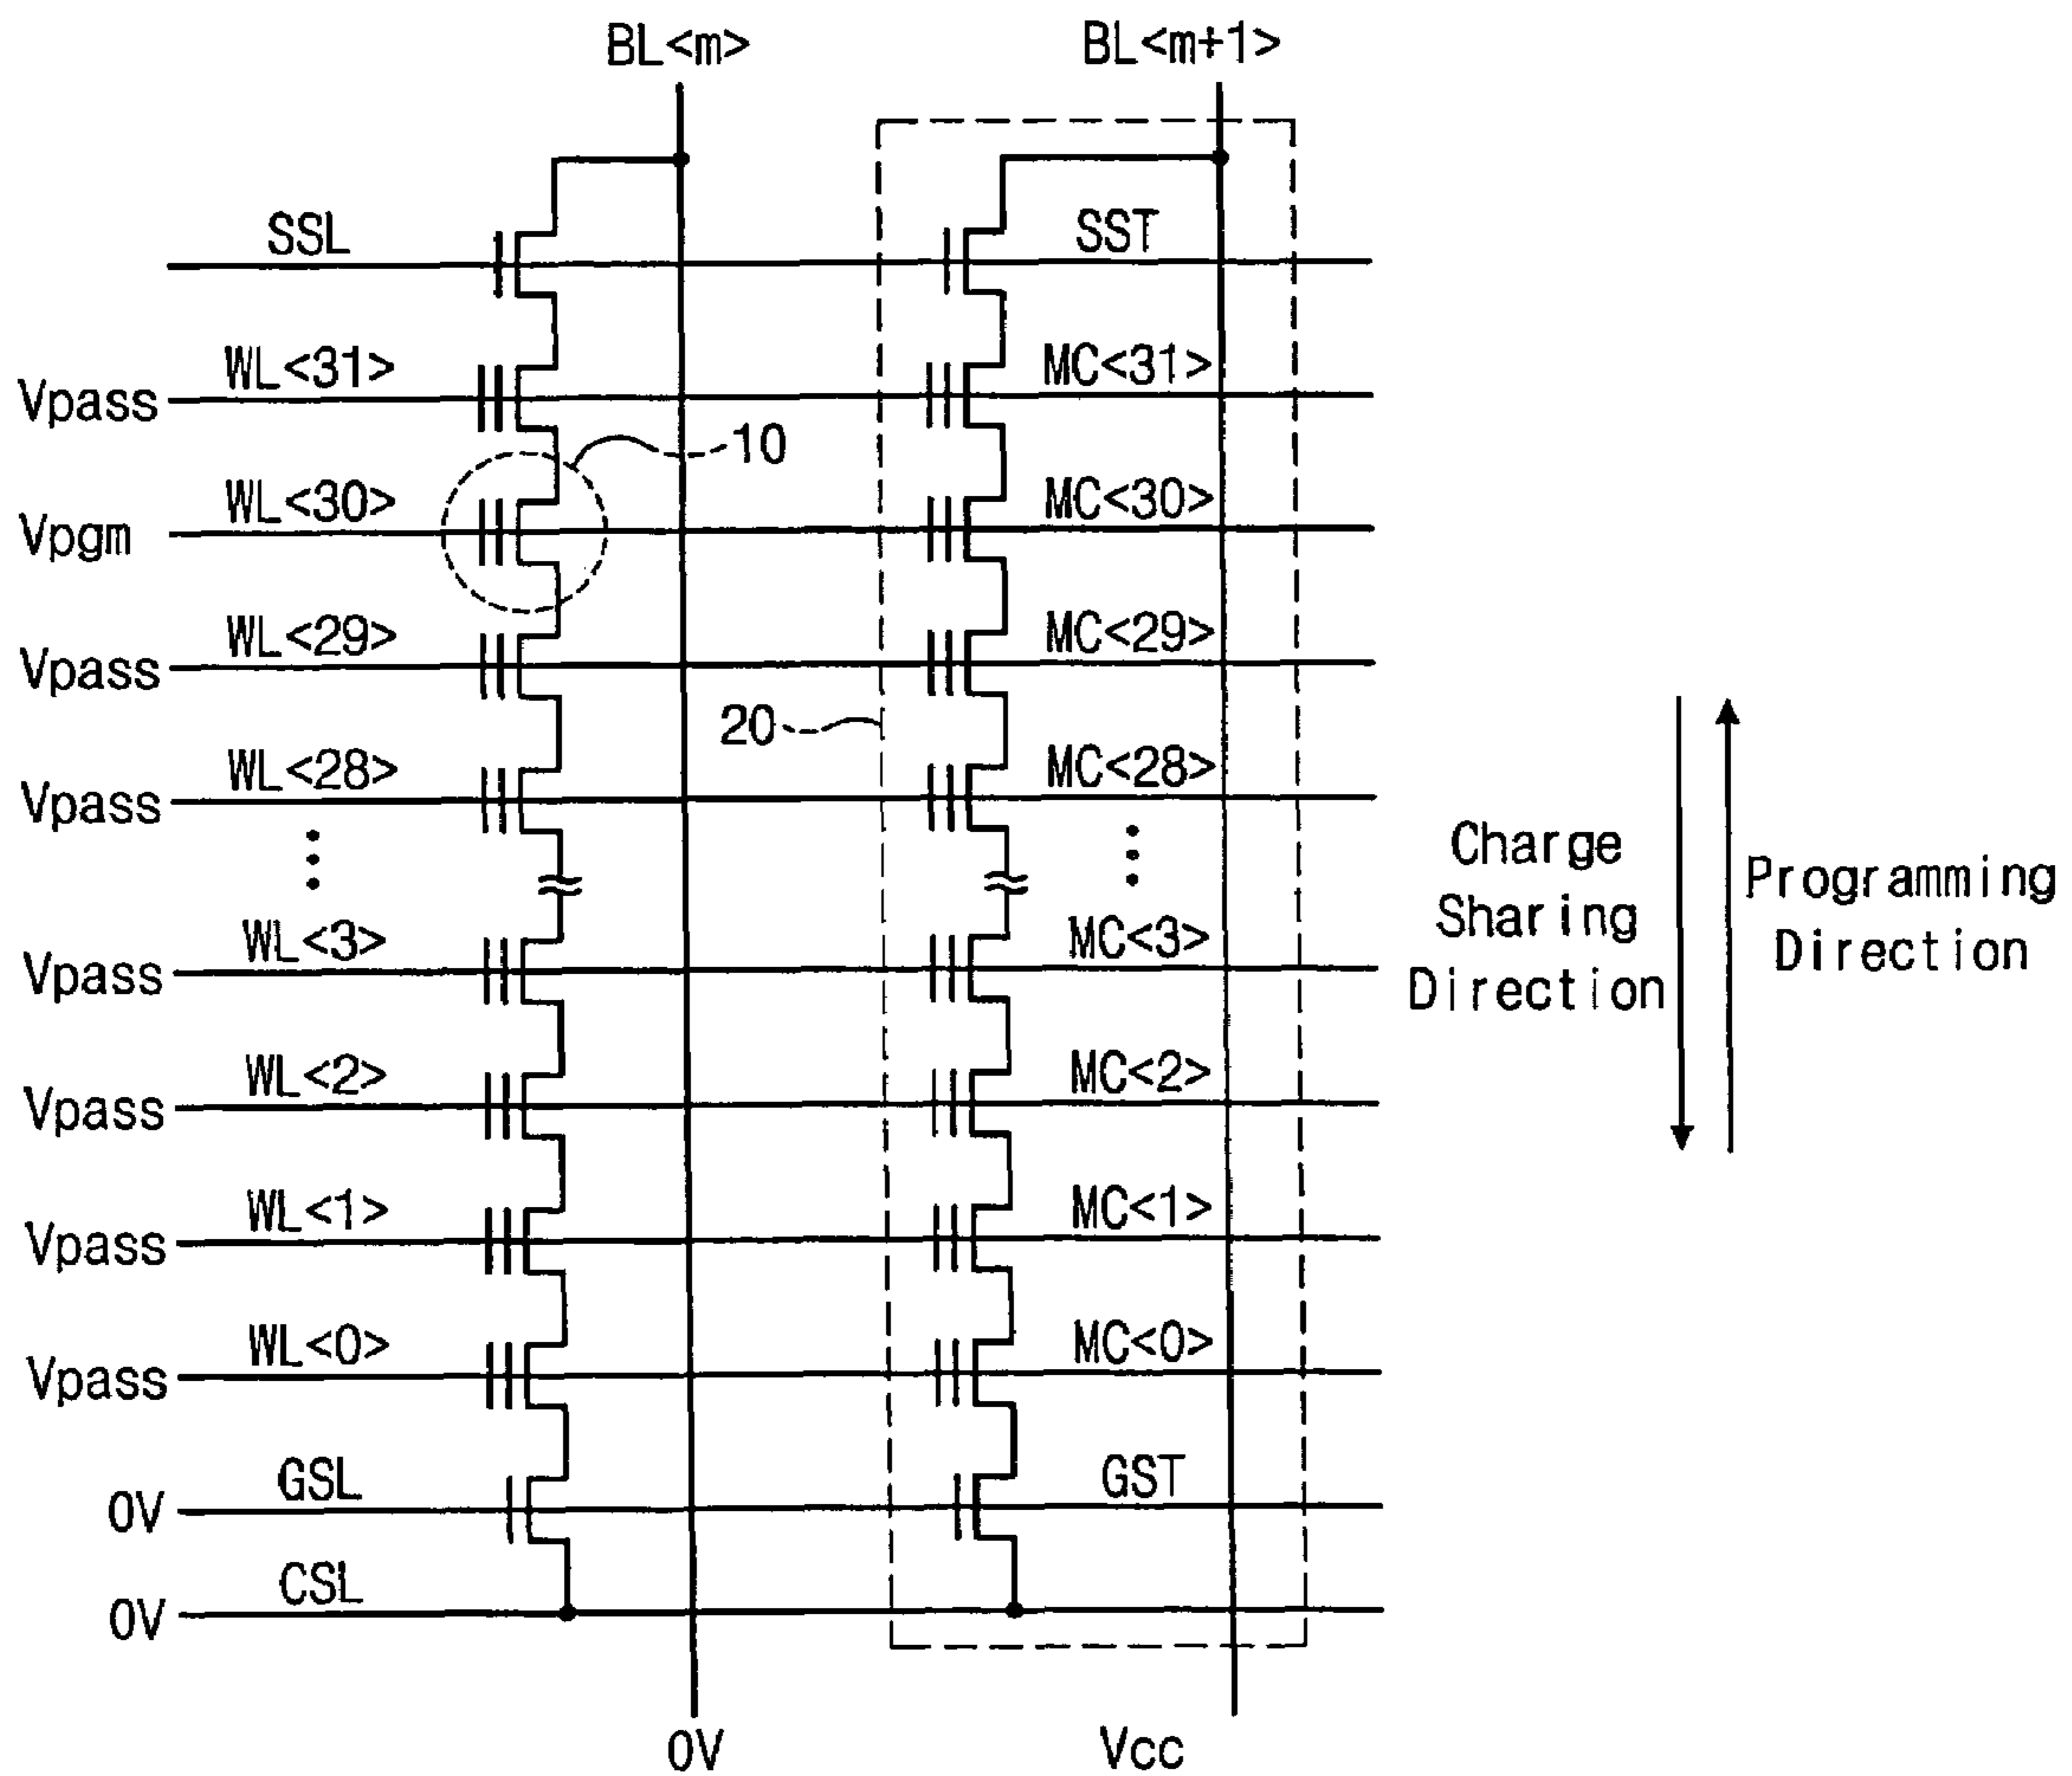 BL<m> BL<m+1>
SSL SST
Vpass WL<31> MC<31>
10
Vpgm WL<30> MC<30>
Vpass WL<29> MC<29>
20
Vpass WL<28> MC<28>
Charge
Sharing
Direction
Programming
Direction
Vpass WL<3> MC<3>
Vpass WL<2> MC<2>
Vpass WL<1> MC<1>
Vpass WL<0> MC<0>
0V GSL GST
0V CSL
0V Vcc